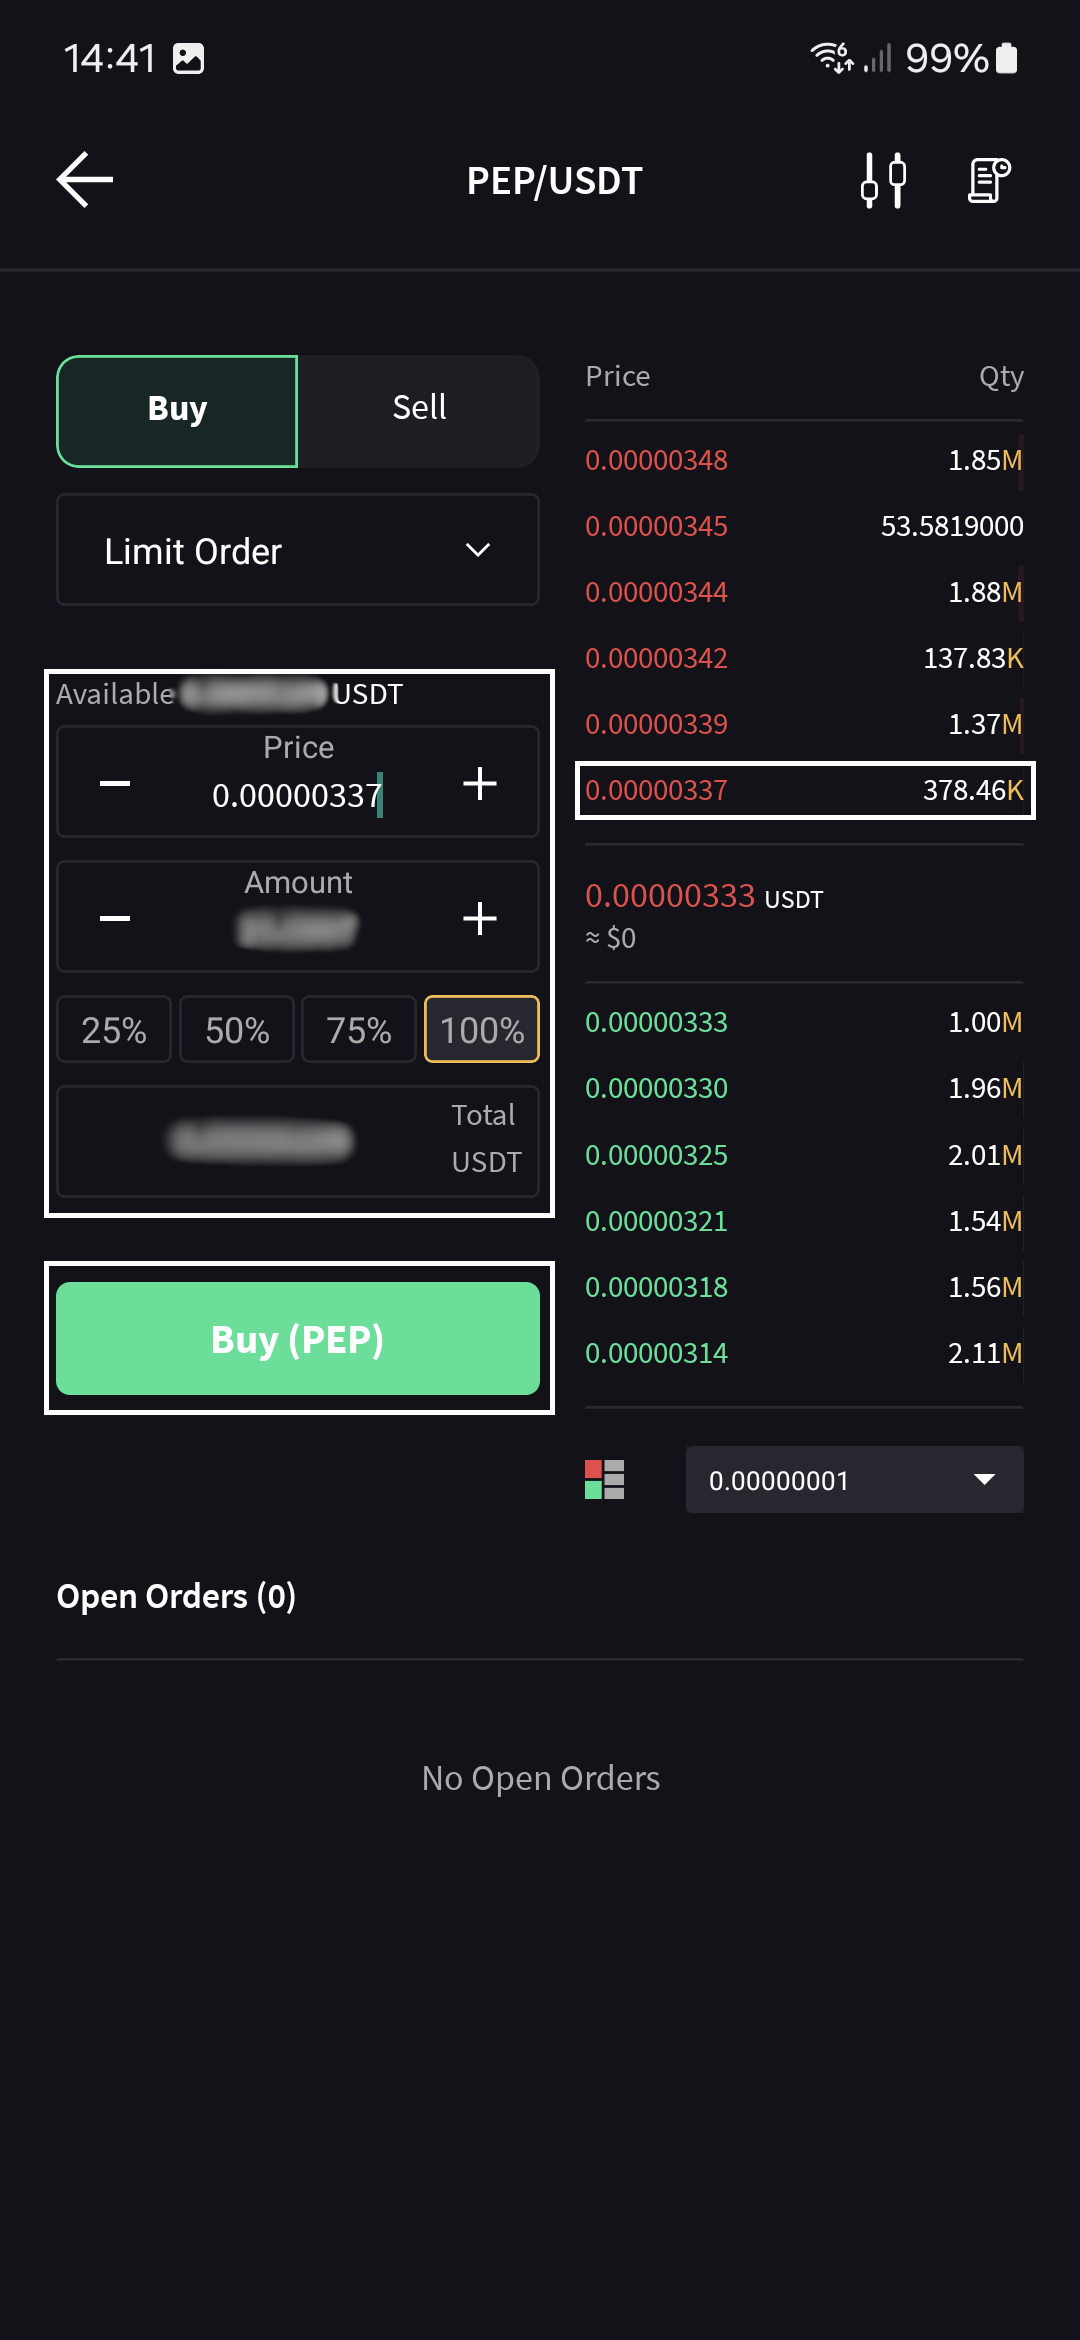 14:41
6 99%
PEP/USDT
Buy Sell
Limit Order
Available USDT
Price
0.00000337
Amount
25% 50% 75% 100%
Total
USDT
Buy (PEP)
Price Qty
0.00000348 1.85M
0.00000345 53.5819000
0.00000344 1.88M
0.00000342 137.83K
0.00000339 1.37M
0.00000337 378.46K
0.00000333 USDT
≈ $0
0.00000333 1.00M
0.00000330 1.96M
0.00000325 2.01M
0.00000321 1.54M
0.00000318 1.56M
0.00000314 2.11M
0.00000001
Open Orders (0)
No Open Orders